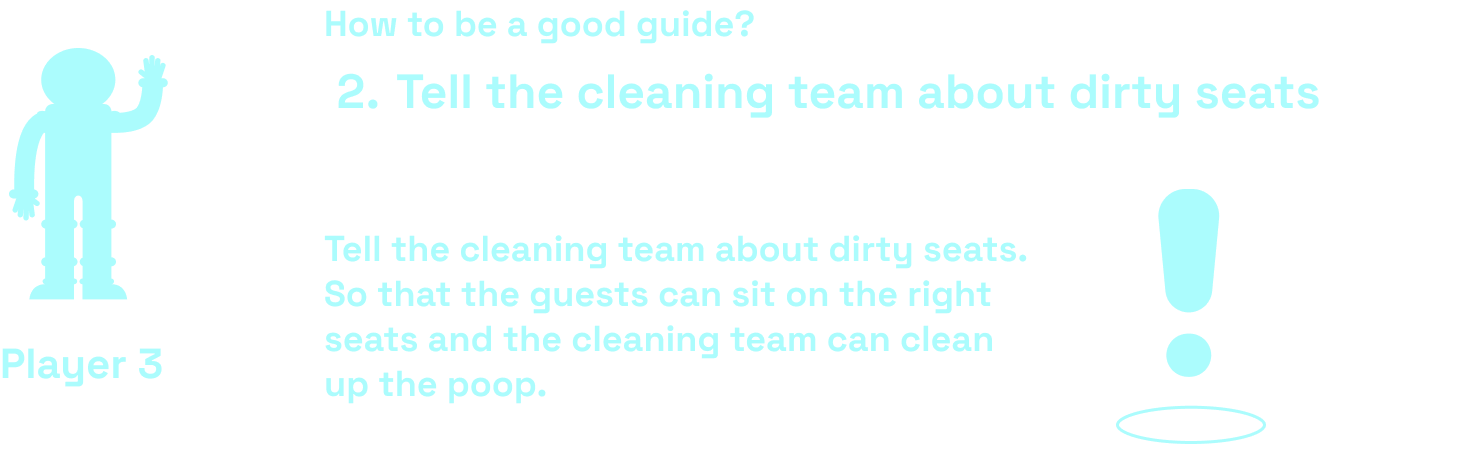 How to be a good guide?
2. Tell the cleaning team about dirty seats
Tell the cleaning team about dirty seats.
So that the guests can sit on the right
seats and the cleaning team can clean
up the poop.
Player 3